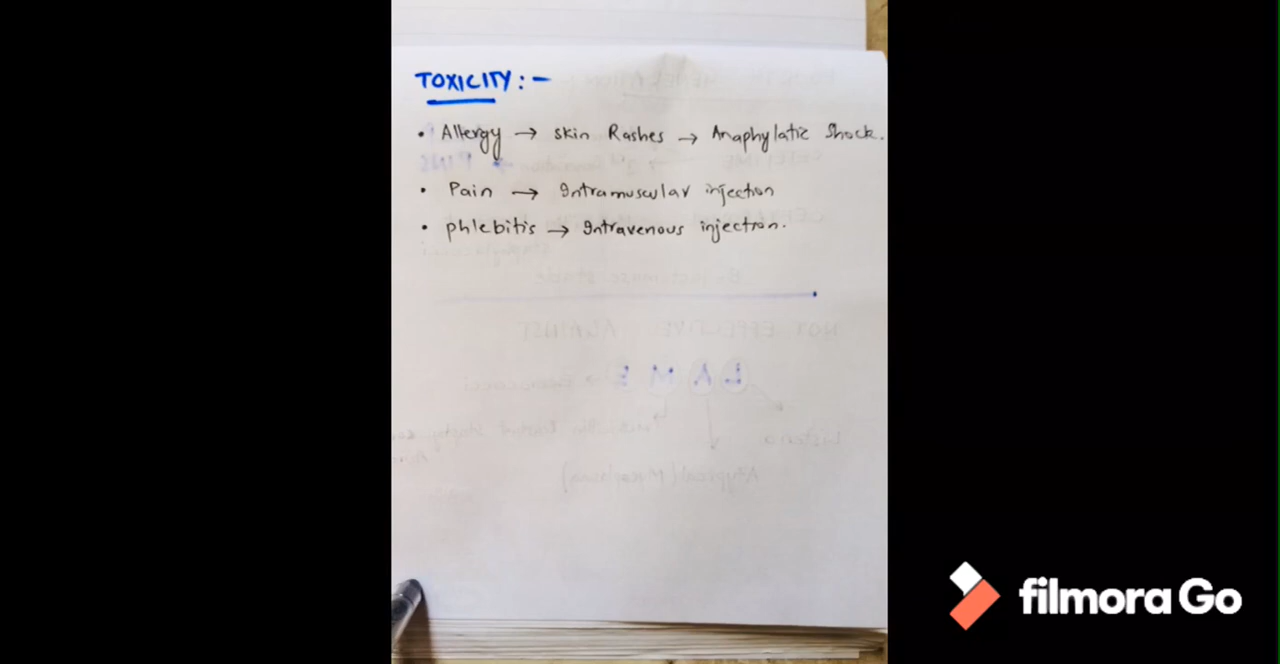 TOXICITY:-
• Allergy → skin Rashes → Anaphylatic Shock.
• Pain → Intramuscular injection
• phlebitis → Intravenous injection.
filmora Go